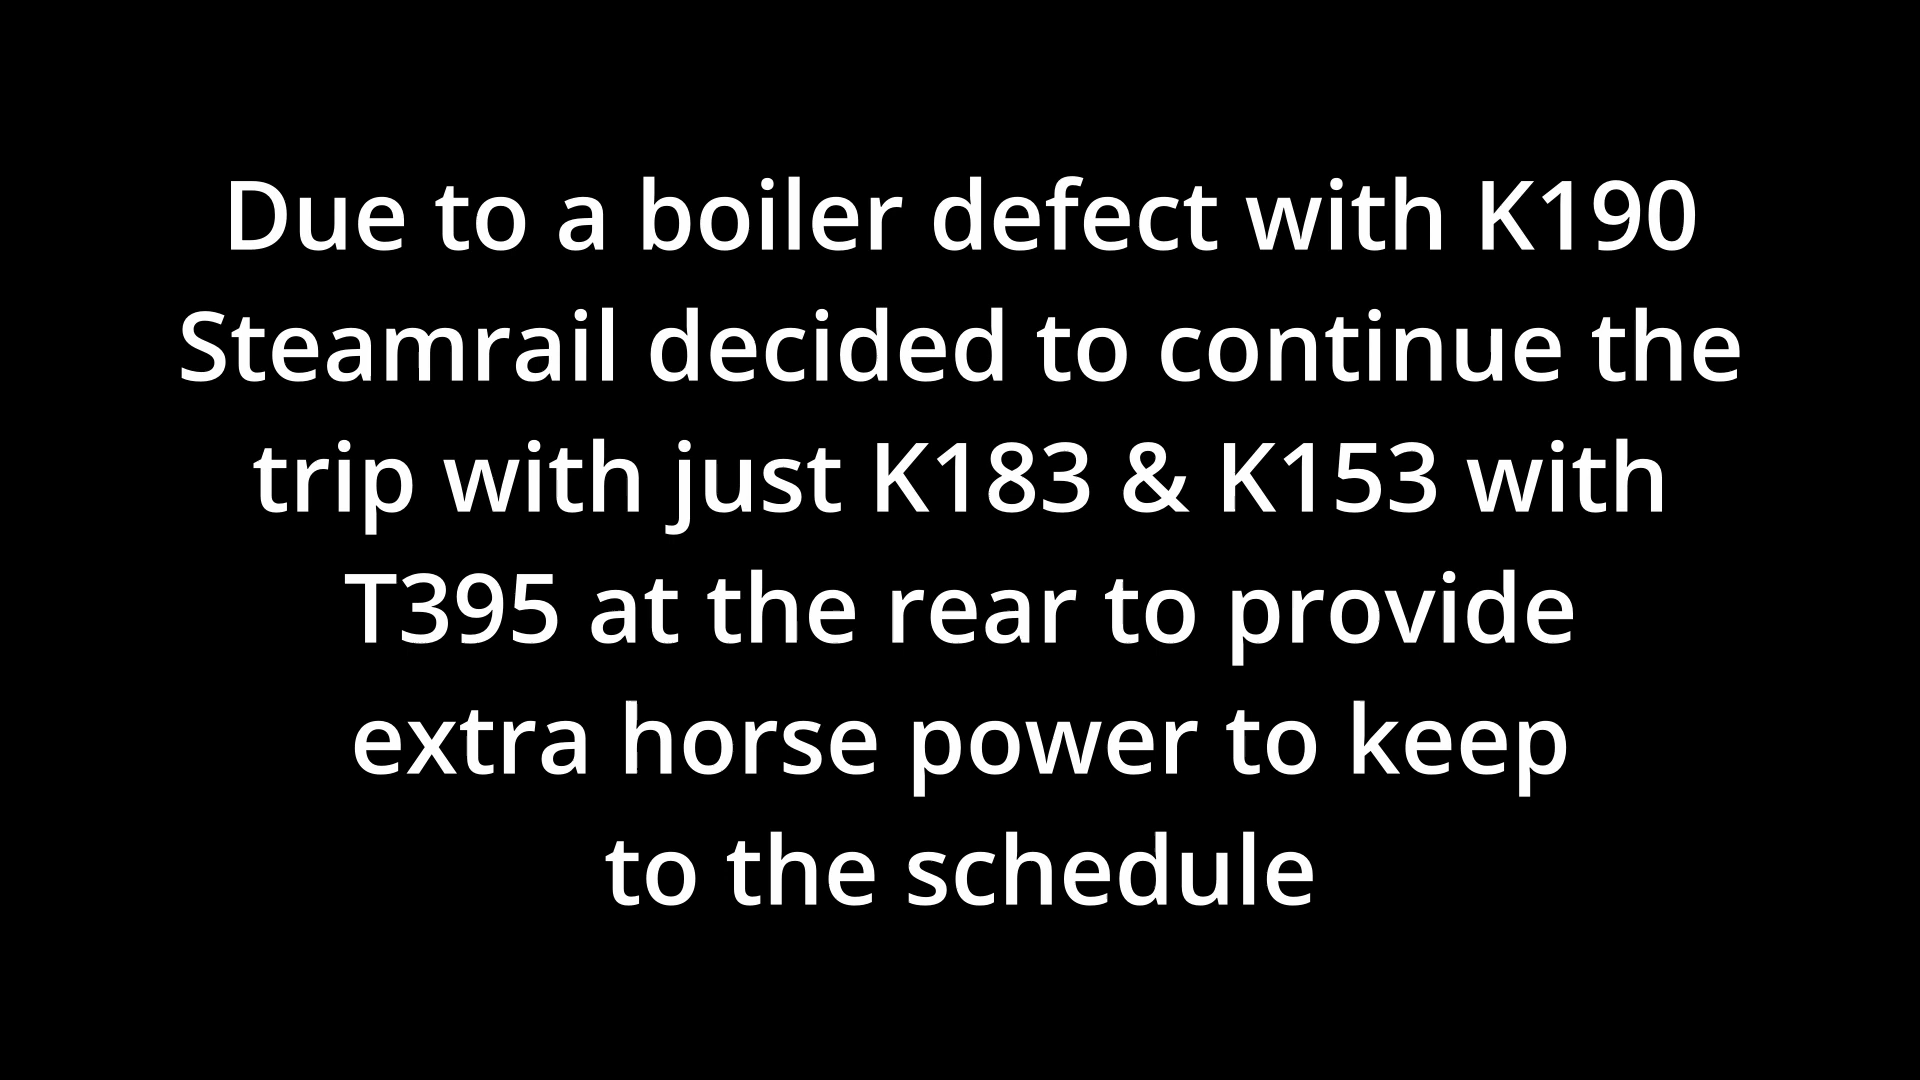 Due to a boiler defect with K190
Steamrail decided to continue the
trip with just K183 & K153 with
T395 at the rear to provide
extra horse power to keep
to the schedule